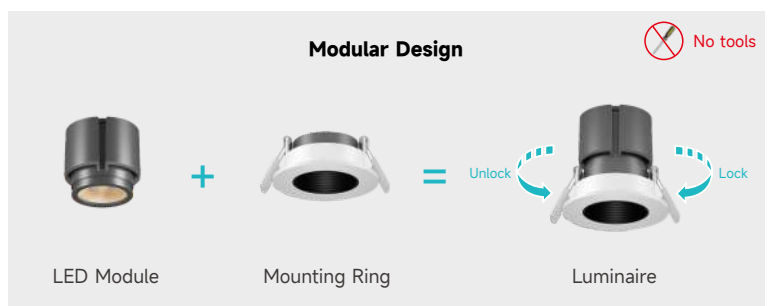 Modular Design
No tools
+
=
Unlock
Lock
LED Module
Mounting Ring
Luminaire